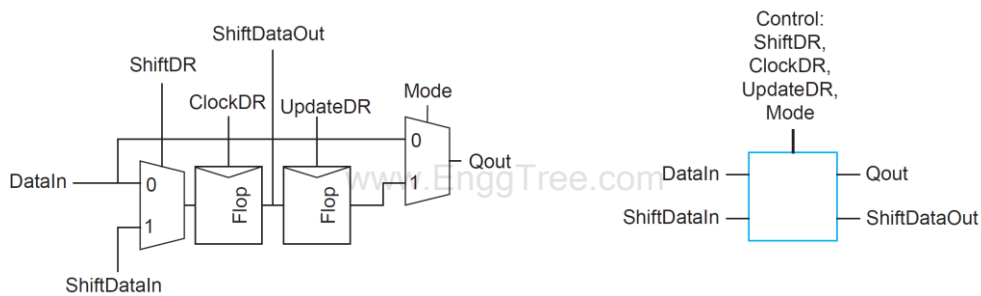 ShiftDataOut
ShiftDR
ClockDR
UpdateDR
Mode
0
Qout
DataIn
0
Flop
Flop
1
1
ShiftDataIn
www.EnggTree.com
Control:
ShiftDR,
ClockDR,
UpdateDR,
Mode
DataIn
Qout
ShiftDataIn
ShiftDataOut